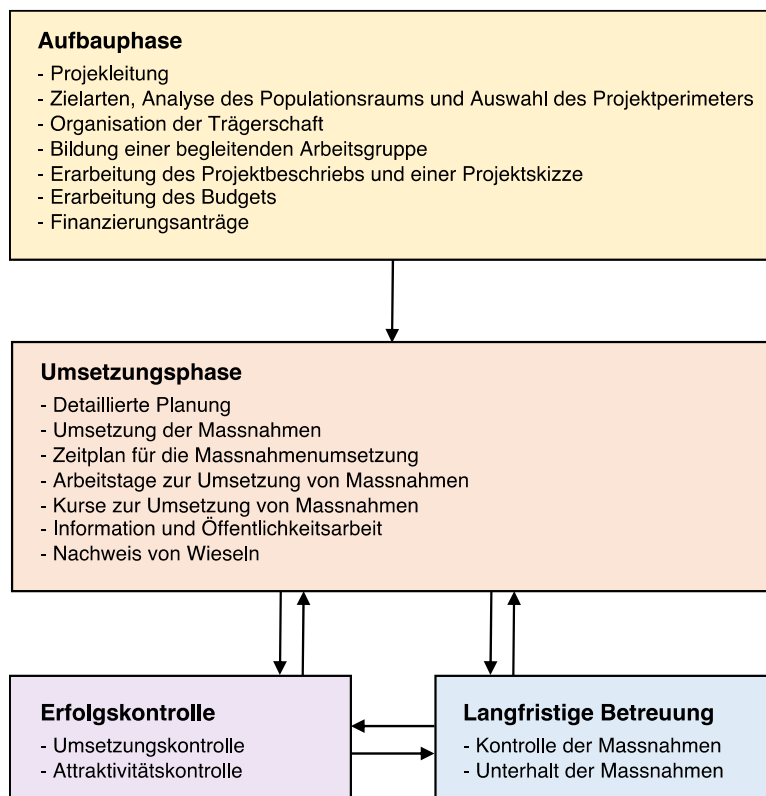 Aufbauphase
- Projekleitung
- Zielarten, Analyse des Populationsraums und Auswahl des Projektperimeters
- Organisation der Trägerschaft
- Bildung einer begleitenden Arbeitsgruppe
- Erarbeitung des Projektbeschriebs und einer Projektskizze
- Erarbeitung des Budgets
- Finanzierungsanträge
Umsetzungsphase
- Detaillierte Planung
- Umsetzung der Massnahmen
- Zeitplan für die Massnahmenumsetzung
- Arbeitstage zur Umsetzung von Massnahmen
- Kurse zur Umsetzung von Massnahmen
- Information und Öffentlichkeitsarbeit
- Nachweis von Wieseln
Erfolgskontrolle
- Umsetzungskontrolle
- Attraktivitätskontrolle
Langfristige Betreuung
- Kontrolle der Massnahmen
- Unterhalt der Massnahmen